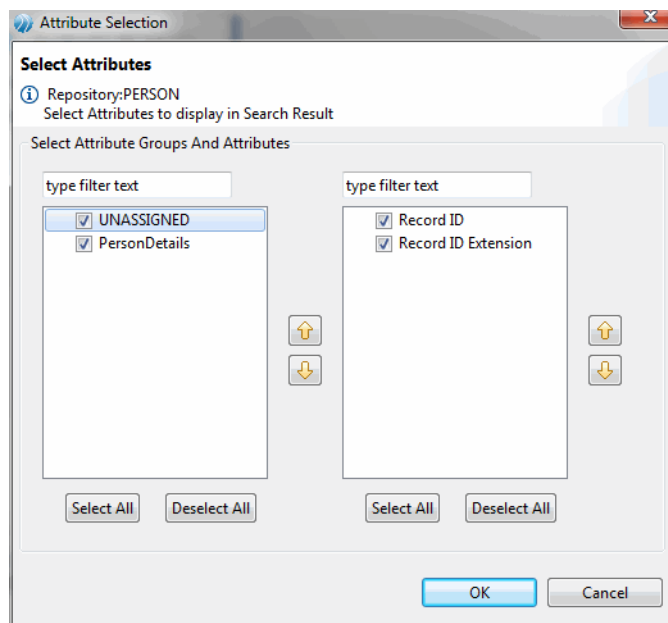 Attribute Selection
x
Select Attributes
Repository:PERSON
Select Attributes to display in Search Result
Select Attribute Groups And Attributes
type filter text
type filter text
UNASSIGNED
Record ID
PersonDetails
Record ID Extension
Select All
Deselect All
Select All
Deselect All
OK
Cancel